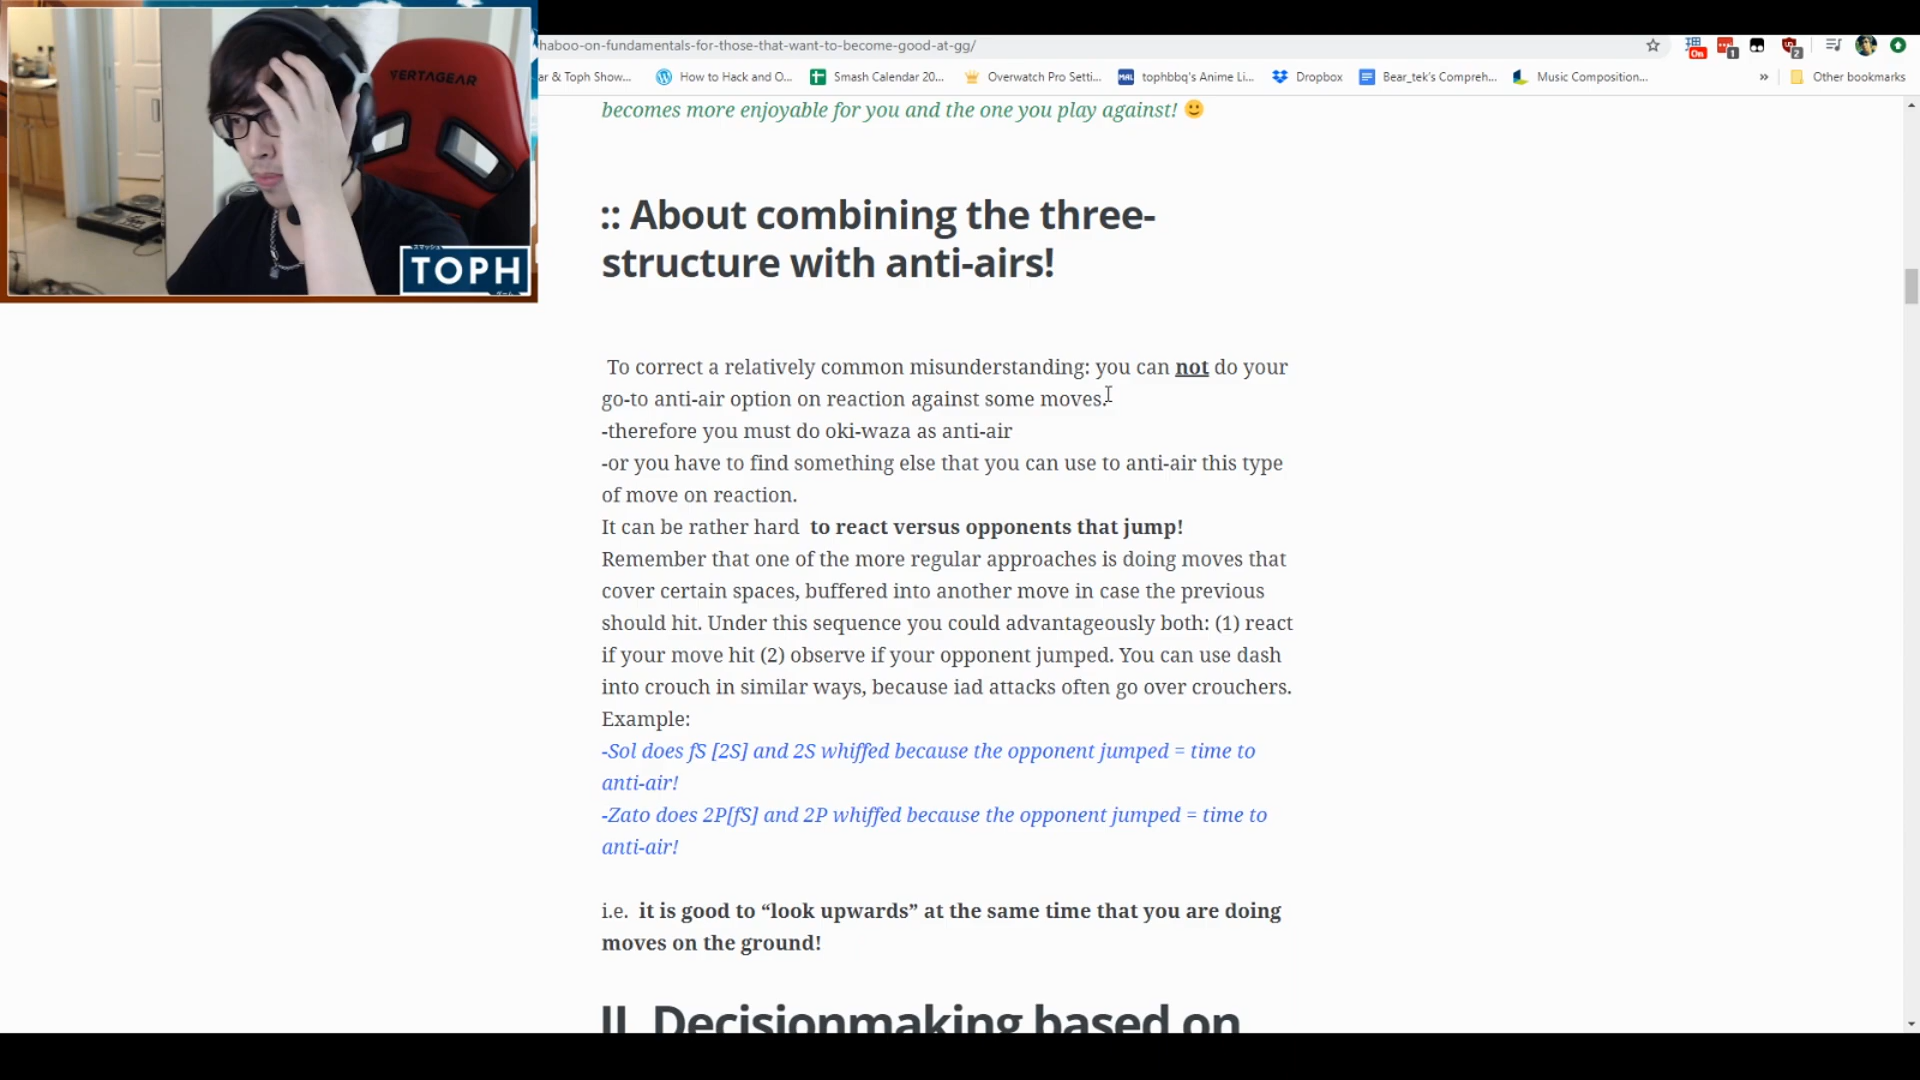 haboo-on-fundamentals-for-those-that-want-to-become-good-at-gg/
ar & Toph Show...
How to Hack and O...
Smash Calendar 20...
Overwatch Pro Setti...
MAL
tophbbq's Anime Li...
Dropbox
Bear_tek's Compreh...
Music Composition...
»
Other bookmarks
On
1
2
VERTAGEAR
スマッシュ
TOPH
becomes more enjoyable for you and the one you play against! 🙂
:: About combining the three-
structure with anti-airs!
To correct a relatively common misunderstanding: you can not do your
go-to anti-air option on reaction against some moves.
-therefore you must do oki-waza as anti-air
-or you have to find something else that you can use to anti-air this type
of move on reaction.
It can be rather hard to react versus opponents that jump!
Remember that one of the more regular approaches is doing moves that
cover certain spaces, buffered into another move in case the previous
should hit. Under this sequence you could advantageously both: (1) react
if your move hit (2) observe if your opponent jumped. You can use dash
into crouch in similar ways, because iad attacks often go over crouchers.
Example:
-Sol does fS [2S] and 2S whiffed because the opponent jumped = time to
anti-air!
-Zato does 2P[fS] and 2P whiffed because the opponent jumped = time to
anti-air!
i.e. it is good to “look upwards” at the same time that you are doing
moves on the ground!
II. Decisionmaking based on